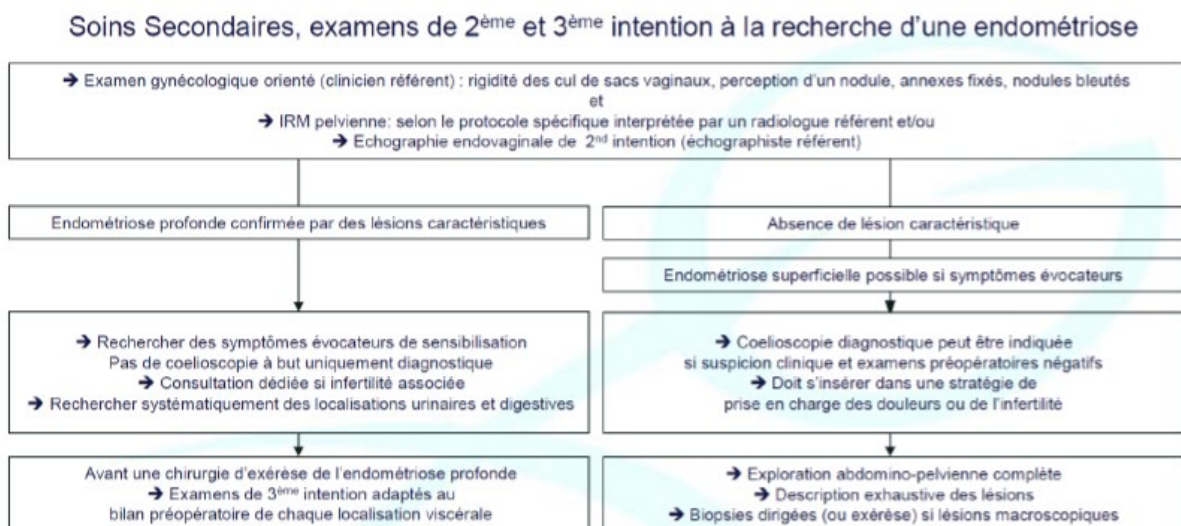 Soins Secondaires, examens de 2ème et 3ème intention à la recherche d'une endométriose
➔ Examen gynécologique orienté (clinicien référent) : rigidité des cul de sacs vaginaux, perception d'un nodule, annexes fixés, nodules bleutés
et
➔ IRM pelvienne: selon le protocole spécifique interprétée par un radiologue référent et/ou
➔ Echographie endovaginale de 2nd intention (échographiste référent)
Endométriose profonde confirmée par des lésions caractéristiques
➔ Rechercher des symptômes évocateurs de sensibilisation
Pas de coelioscopie à but uniquement diagnostique
➔ Consultation dédiée si infertilité associée
➔ Rechercher systématiquement des localisations urinaires et digestives
Avant une chirurgie d'exérèse de l'endométriose profonde
➔ Examens de 3ème intention adaptés au
bilan préopératoire de chaque localisation viscérale
Absence de lésion caractéristique
Endométriose superficielle possible si symptômes évocateurs
➔ Coelioscopie diagnostique peut être indiquée
si suspicion clinique et examens préopératoires négatifs
➔ Doit s'insérer dans une stratégie de
prise en charge des douleurs ou de l'infertilité
➔ Exploration abdomino-pelvienne complète
➔ Description exhaustive des lésions
➔ Biopsies dirigées (ou exérèse) si lésions macroscopiques